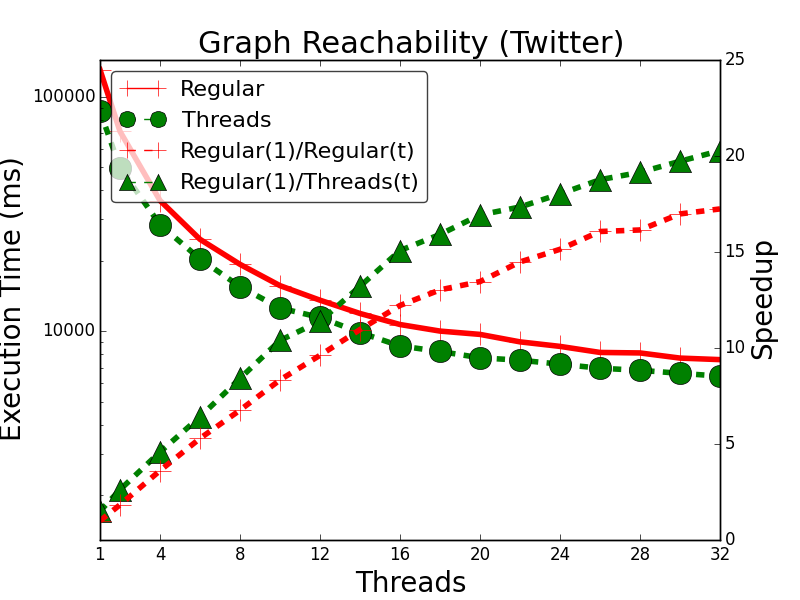 Graph Reachability (Twitter)
Regular
Threads
Regular(1)/Regular(t)
Regular(1)/Threads(t)
Execution Time (ms)
100000
10000
25
20
15
10
5
0
Speedup
1 4 8 12 16 20 24 28 32
Threads